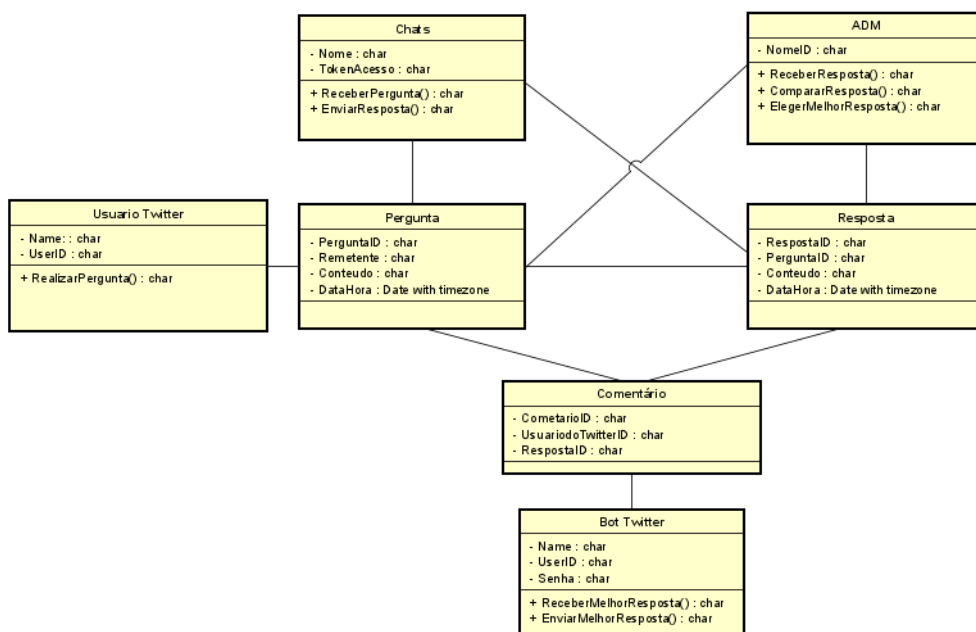 Chats
- Nome : char
- TokenAcesso : char
+ ReceberPergunta() : char
+ EnviarResposta() : char
ADM
- NomeID : char
+ ReceberResposta() : char
+ CompararResposta() : char
+ ElegerMelhorResposta() : char
Usuario Twitter
- Name: : char
- UserID : char
+ RealizarPergunta() : char
Pergunta
- PerguntaID : char
- Remetente : char
- Conteudo : char
- DataHora : Date with timezone
Resposta
- RespostaID : char
- PerguntaID : char
- Conteudo : char
- DataHora : Date with timezone
Comentário
- CometarioID : char
- UsuariodoTwitterID : char
- RespostaID : char
Bot Twitter
- Name : char
- UserID : char
- Senha : char
+ ReceberMelhorResposta() : char
+ EnviarMelhorResposta() : char